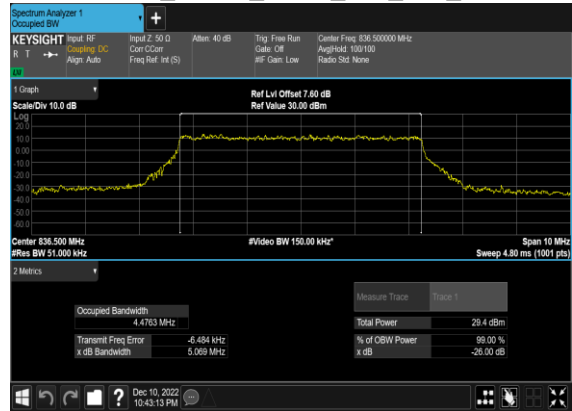 Spectrum Analyzer 1
Occupied BW
+
KEYSIGHT Input: RF Input Z: 50 Ω Atten: 40 dB Trig: Free Run Center Freq: 836.500000 MHz
R T Coupling: DC Corr CCorr Gate: Off Avg|Hold: 100/100
Align: Auto Freq Ref: Int (S) #IF Gain: Low Radio Std: None
LW
1 Graph
Ref Lvl Offset 7.60 dB
Scale/Div 10.0 dB Ref Value 30.00 dBm
Log
20.0
10.0
0.00
-10.0
-20.0
-30.0
-40.0
-50.0
-60.0
Center 836.500 MHz #Video BW 150.00 kHz* Span 10 MHz
#Res BW 51.000 kHz Sweep 4.80 ms (1001 pts)
2 Metrics
Measure Trace Trace 1
Occupied Bandwidth
4.4763 MHz Total Power 29.4 dBm
Transmit Freq Error -6.484 kHz % of OBW Power 99.00 %
x dB Bandwidth 5.069 MHz x dB -26.00 dB
?
Dec 10, 2022
10:43:13 PM